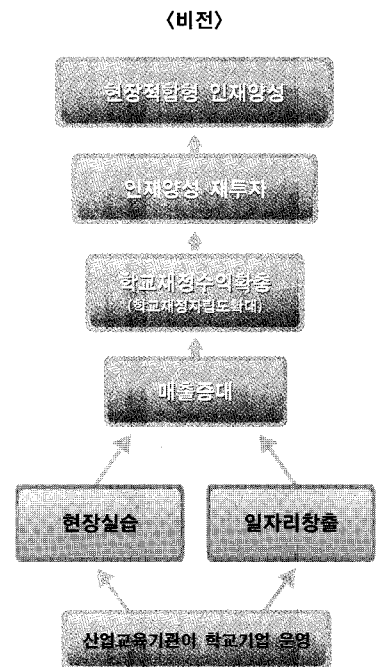 〈비전〉
현장적합형 인재양성
인재양성 재투자
학교재정수익확충
(학교재정자립도확대)
매출증대
현장실습
일자리창출
산업교육기관이 학교기업 운영